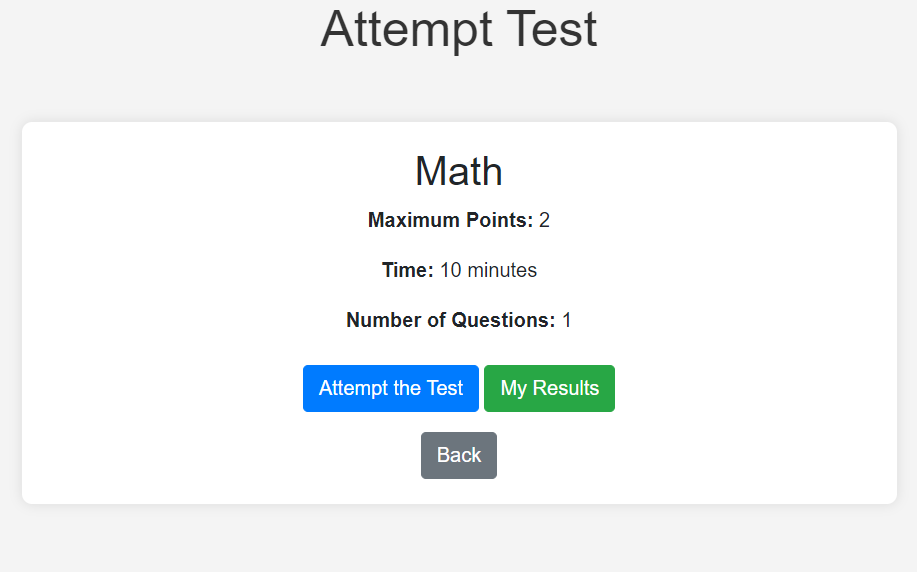 Attempt Test
Math
Maximum Points: 2
Time: 10 minutes
Number of Questions: 1
Attempt the Test My Results
Back